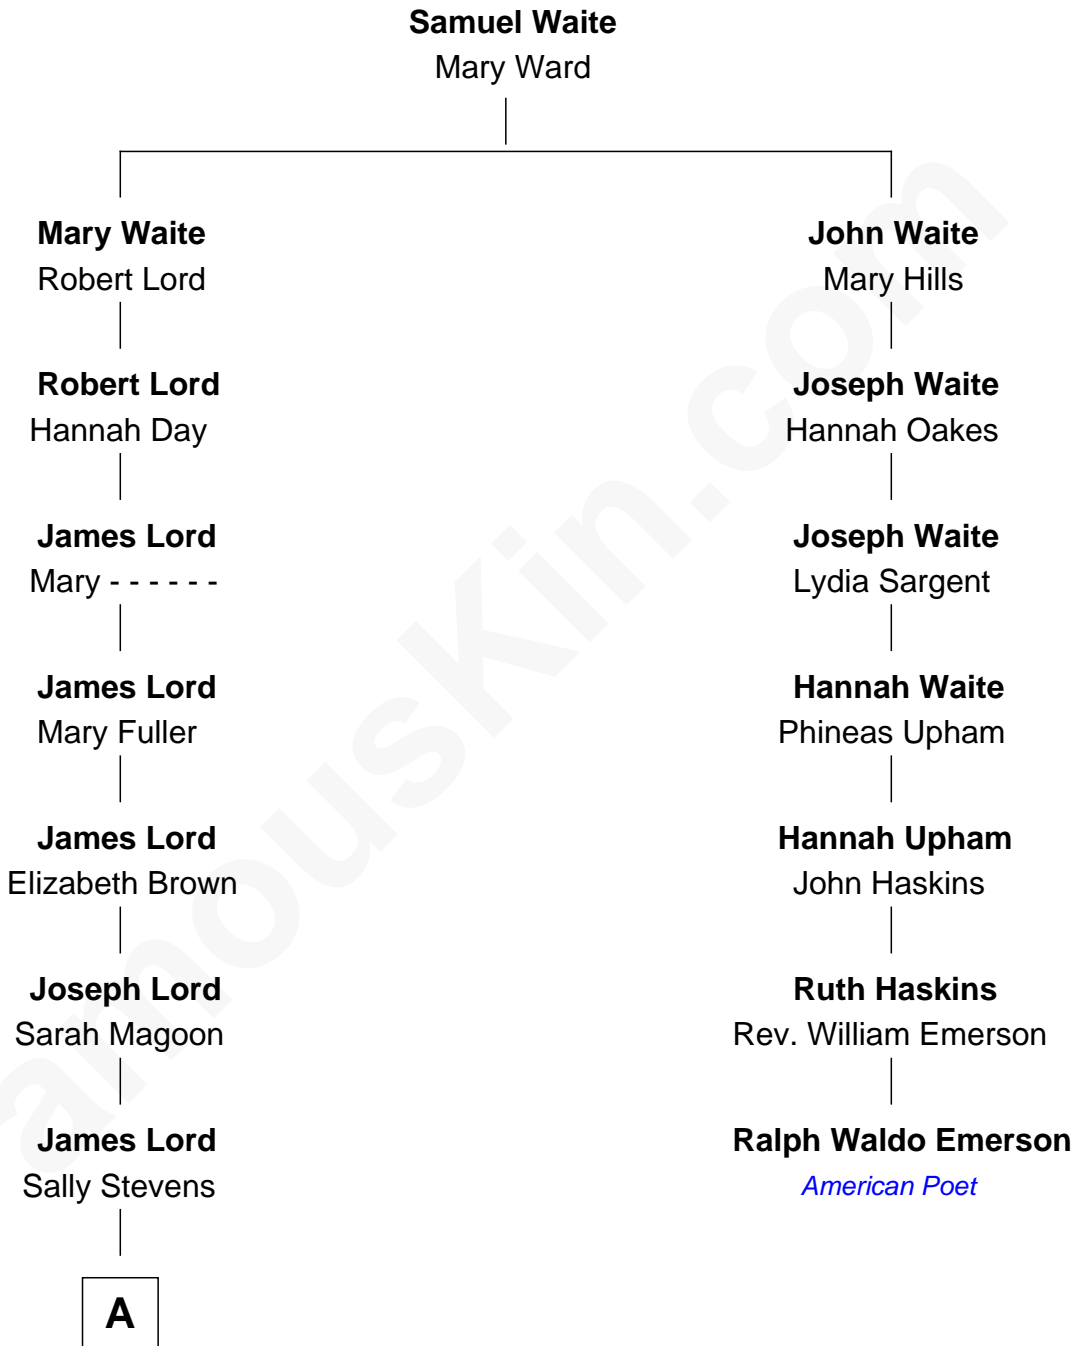 Samuel Waite
Mary Ward
Mary Waite
Robert Lord
John Waite
Mary Hills
Robert Lord
Hannah Day
Joseph Waite
Hannah Oakes
James Lord
Mary - - - - - -
Joseph Waite
Lydia Sargent
James Lord
Mary Fuller
Hannah Waite
Phineas Upham
James Lord
Elizabeth Brown
Hannah Upham
John Haskins
Joseph Lord
Sarah Magoon
Ruth Haskins
Rev. William Emerson
James Lord
Sally Stevens
Ralph Waldo Emerson
American Poet
A
amousKin.com